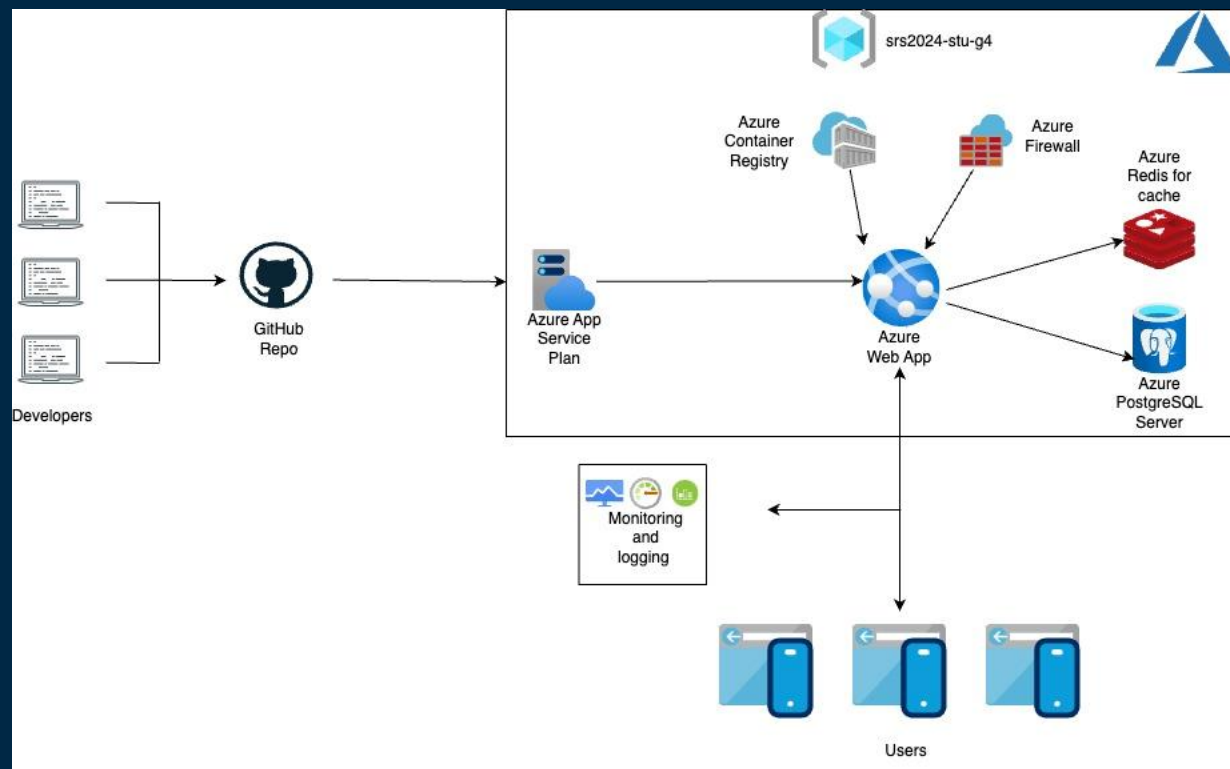 srs2024-stu-g4
Azure
Container
Registry
Azure
Firewall
Azure
Redis for
cache
Developers
GitHub
Repo
Azure App
Service
Plan
Azure
Web App
Azure
PostgreSQL
Server
Monitoring
and
logging
Users